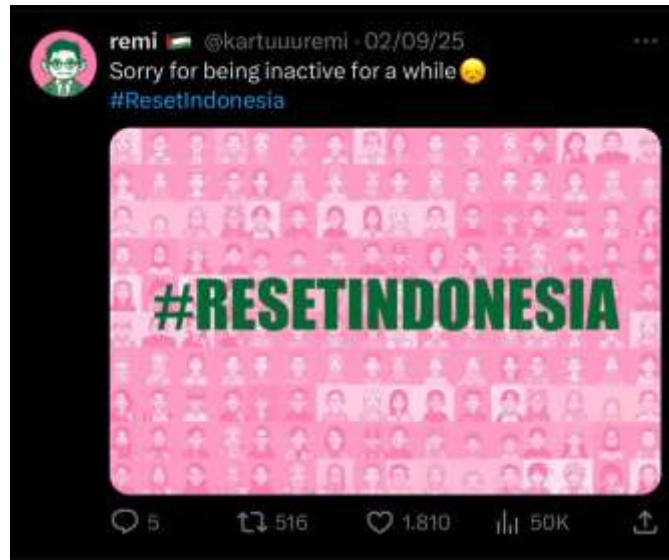 remi 🇵🇸 @kartuuuremi · 02/09/25
Sorry for being inactive for a while😞
#ResetIndonesia
#RESETINDONESIA
5 516 1.810 50K